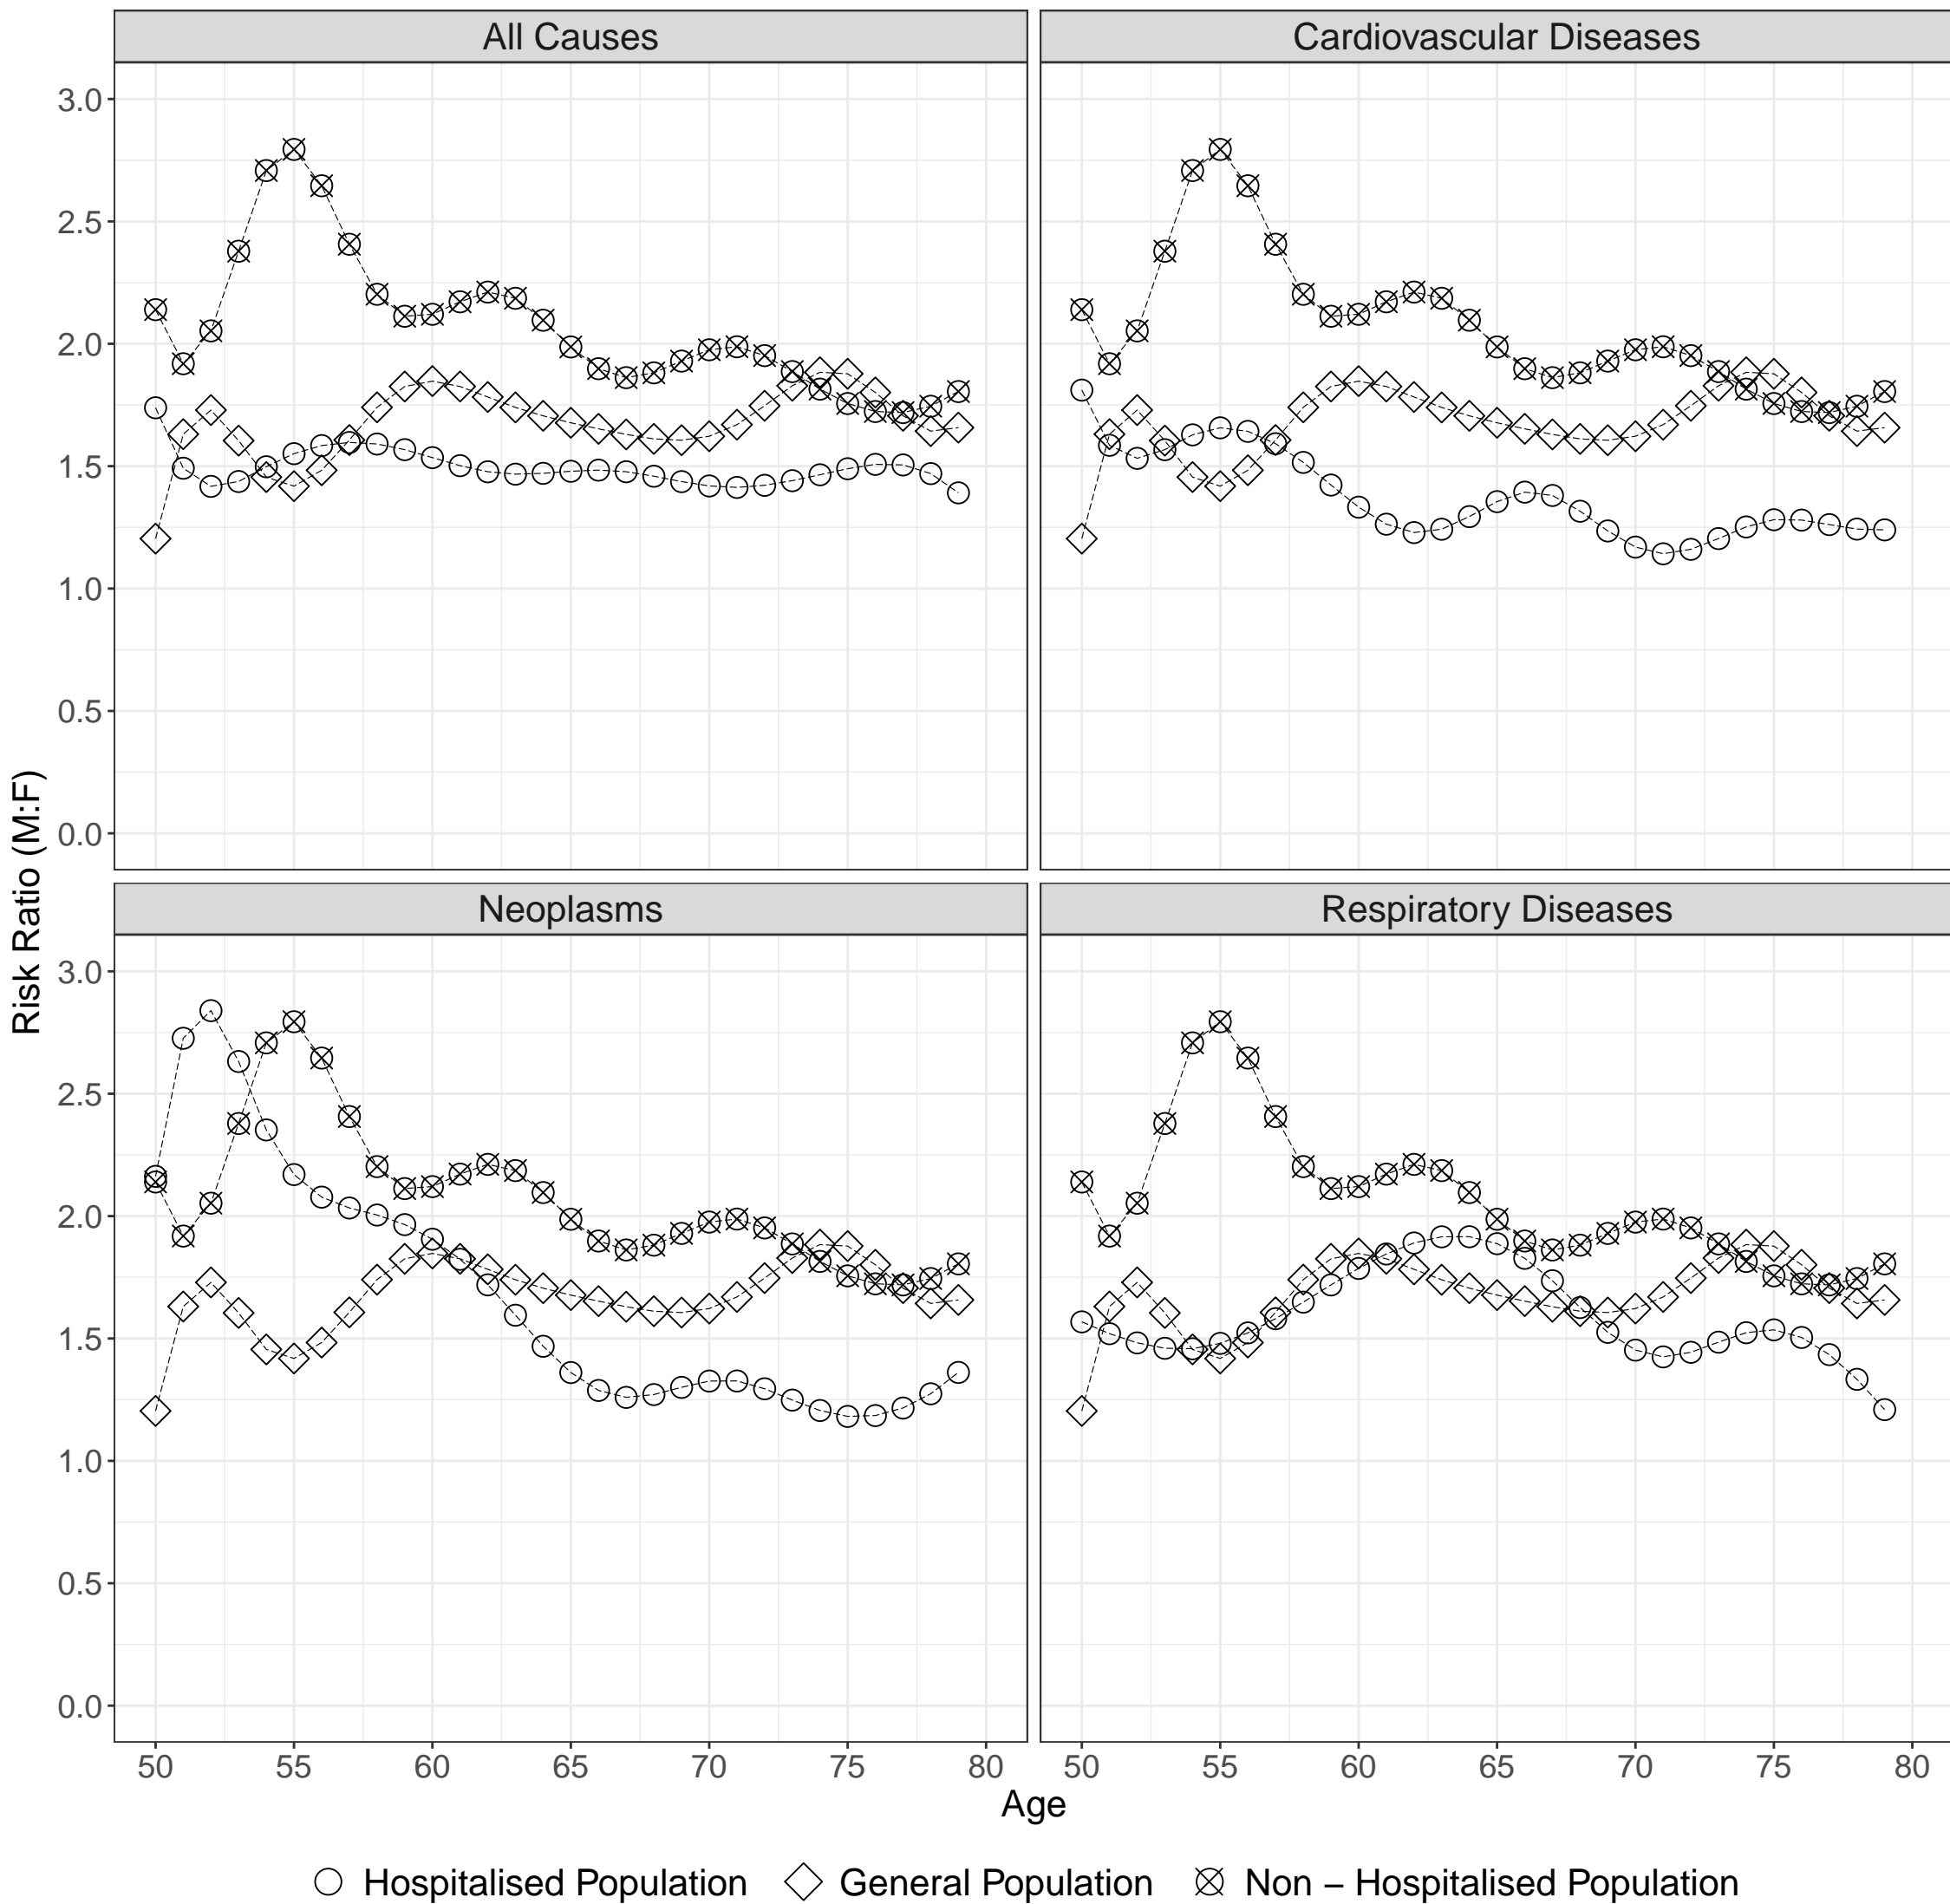 All Causes
Cardiovascular Diseases
3.0
2.5
2.0
1.5
1.0
0.5
0.0
Neoplasms
Respiratory Diseases
3.0
2.5
2.0
1.5
1.0
0.5
0.0
Risk Ratio (M:F)
50 55 60 65 70 75 80
50 55 60 65 70 75 80
Age
Hospitalised Population
General Population
Non − Hospitalised Population